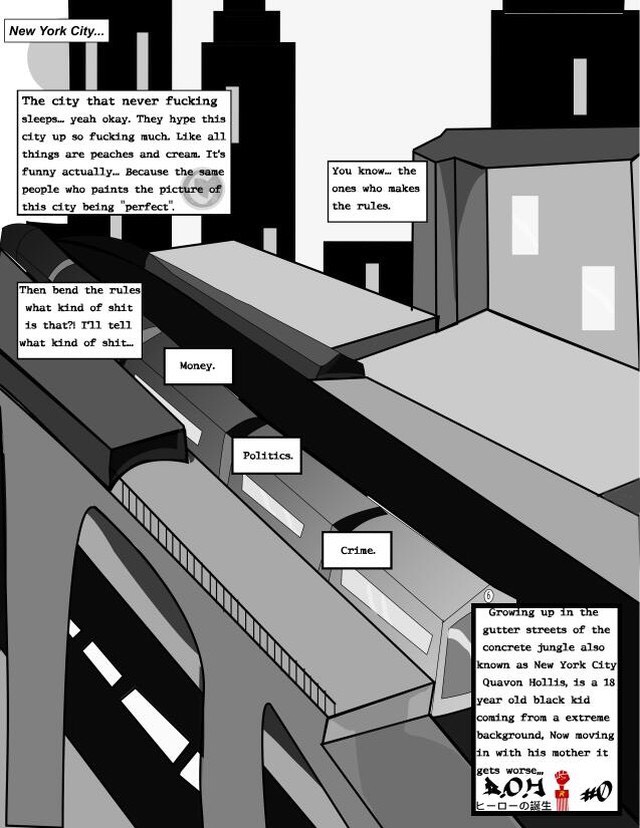 New York City...
The city that never fucking
sleeps... yeah okay. They hype this
city up so fucking much. Like all
things are peaches and cream. It's
funny actually... Because the same
people who paints the picture of
this city being "perfect".
You know... the
ones who makes
the rules.
Then bend the rules
what kind of shit
is that?! I'll tell
what kind of shit...
Money.
Politics.
Crime.
6
Growing up in the
gutter streets of the
concrete jungle also
known as New York City
Quavon Hollis, is a 18
year old black kid
coming from a extreme
background, Now moving
in with his mother it
gets worse...
B.O.H #0
ヒーローの誕生